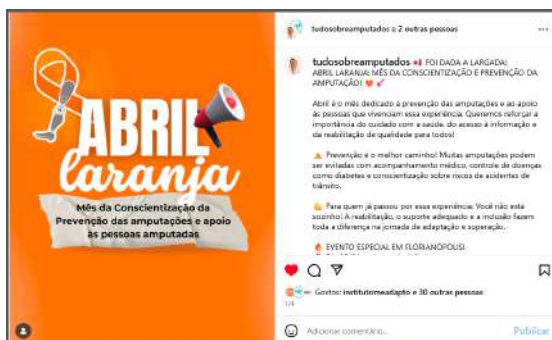 ABRIL
laranja
Mês da Conscientização da
Prevenção das amputações e apoio
às pessoas amputadas
tudosobreamputados e 2 outras pessoas
tudosobreamputados FOI DADA A LARGADA!
ABRIL LARANJA: MÊS DA CONSCIENTIZAÇÃO E PREVENÇÃO DA
AMPUTAÇÃO!
Abril é o mês dedicado à prevenção das amputações e ao apoio
às pessoas que vivenciam essa experiência. Queremos reforçar a
importância do cuidado com a saúde, do acesso à informação e
da reabilitação de qualidade para todos!
Prevenção é o melhor caminho! Muitas amputações podem
ser evitadas com acompanhamento médico, controle de doenças
como diabetes e conscientização sobre riscos de acidentes de
trânsito.
Para quem já passou por essa experiência: Você não está
sozinho! A reabilitação, o suporte adequado e a inclusão fazem
toda a diferença na jornada de adaptação e superação.
EVENTO ESPECIAL EM FLORIANÓPOLIS!
Gostos: institutomeadapto e 30 outras pessoas
1/4
Adicionar comentário...
Publicar